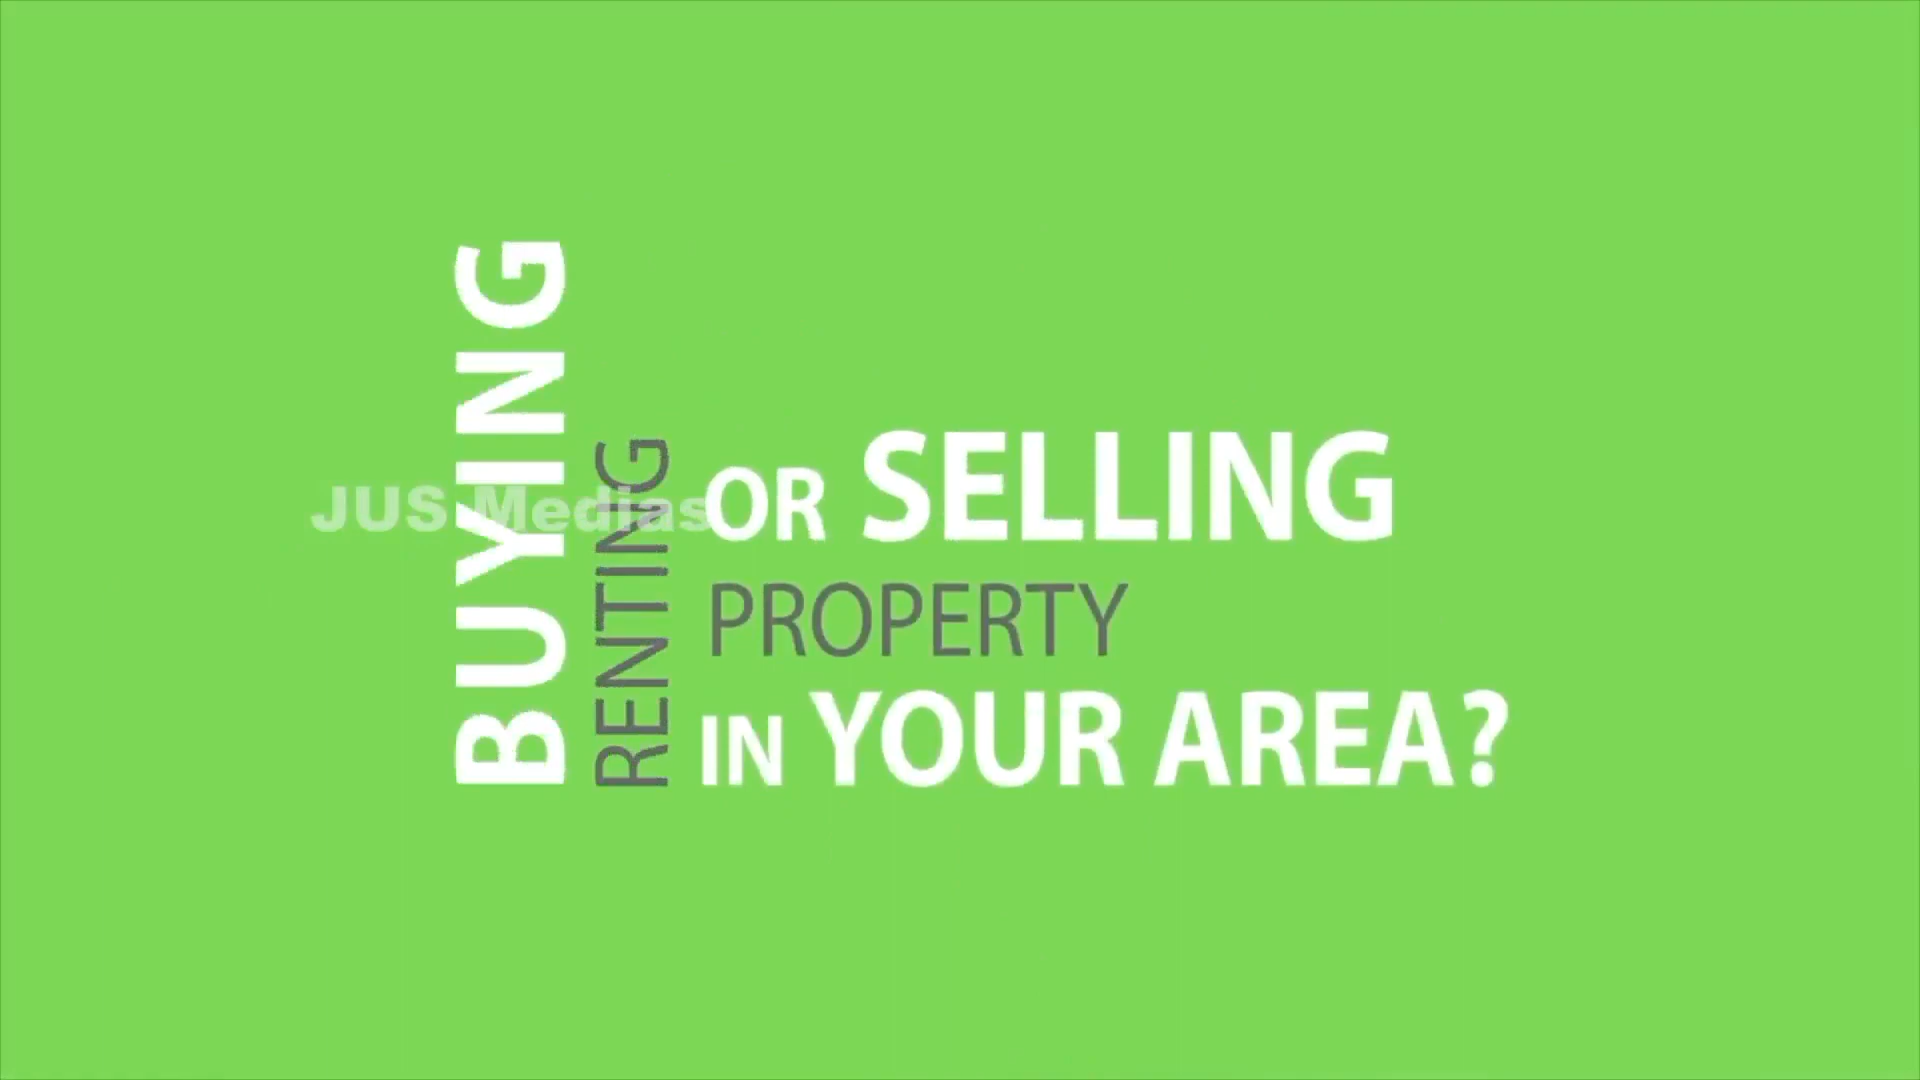 BUYING
RENTING
OR SELLING
PROPERTY
IN YOUR AREA?
JUS Medias